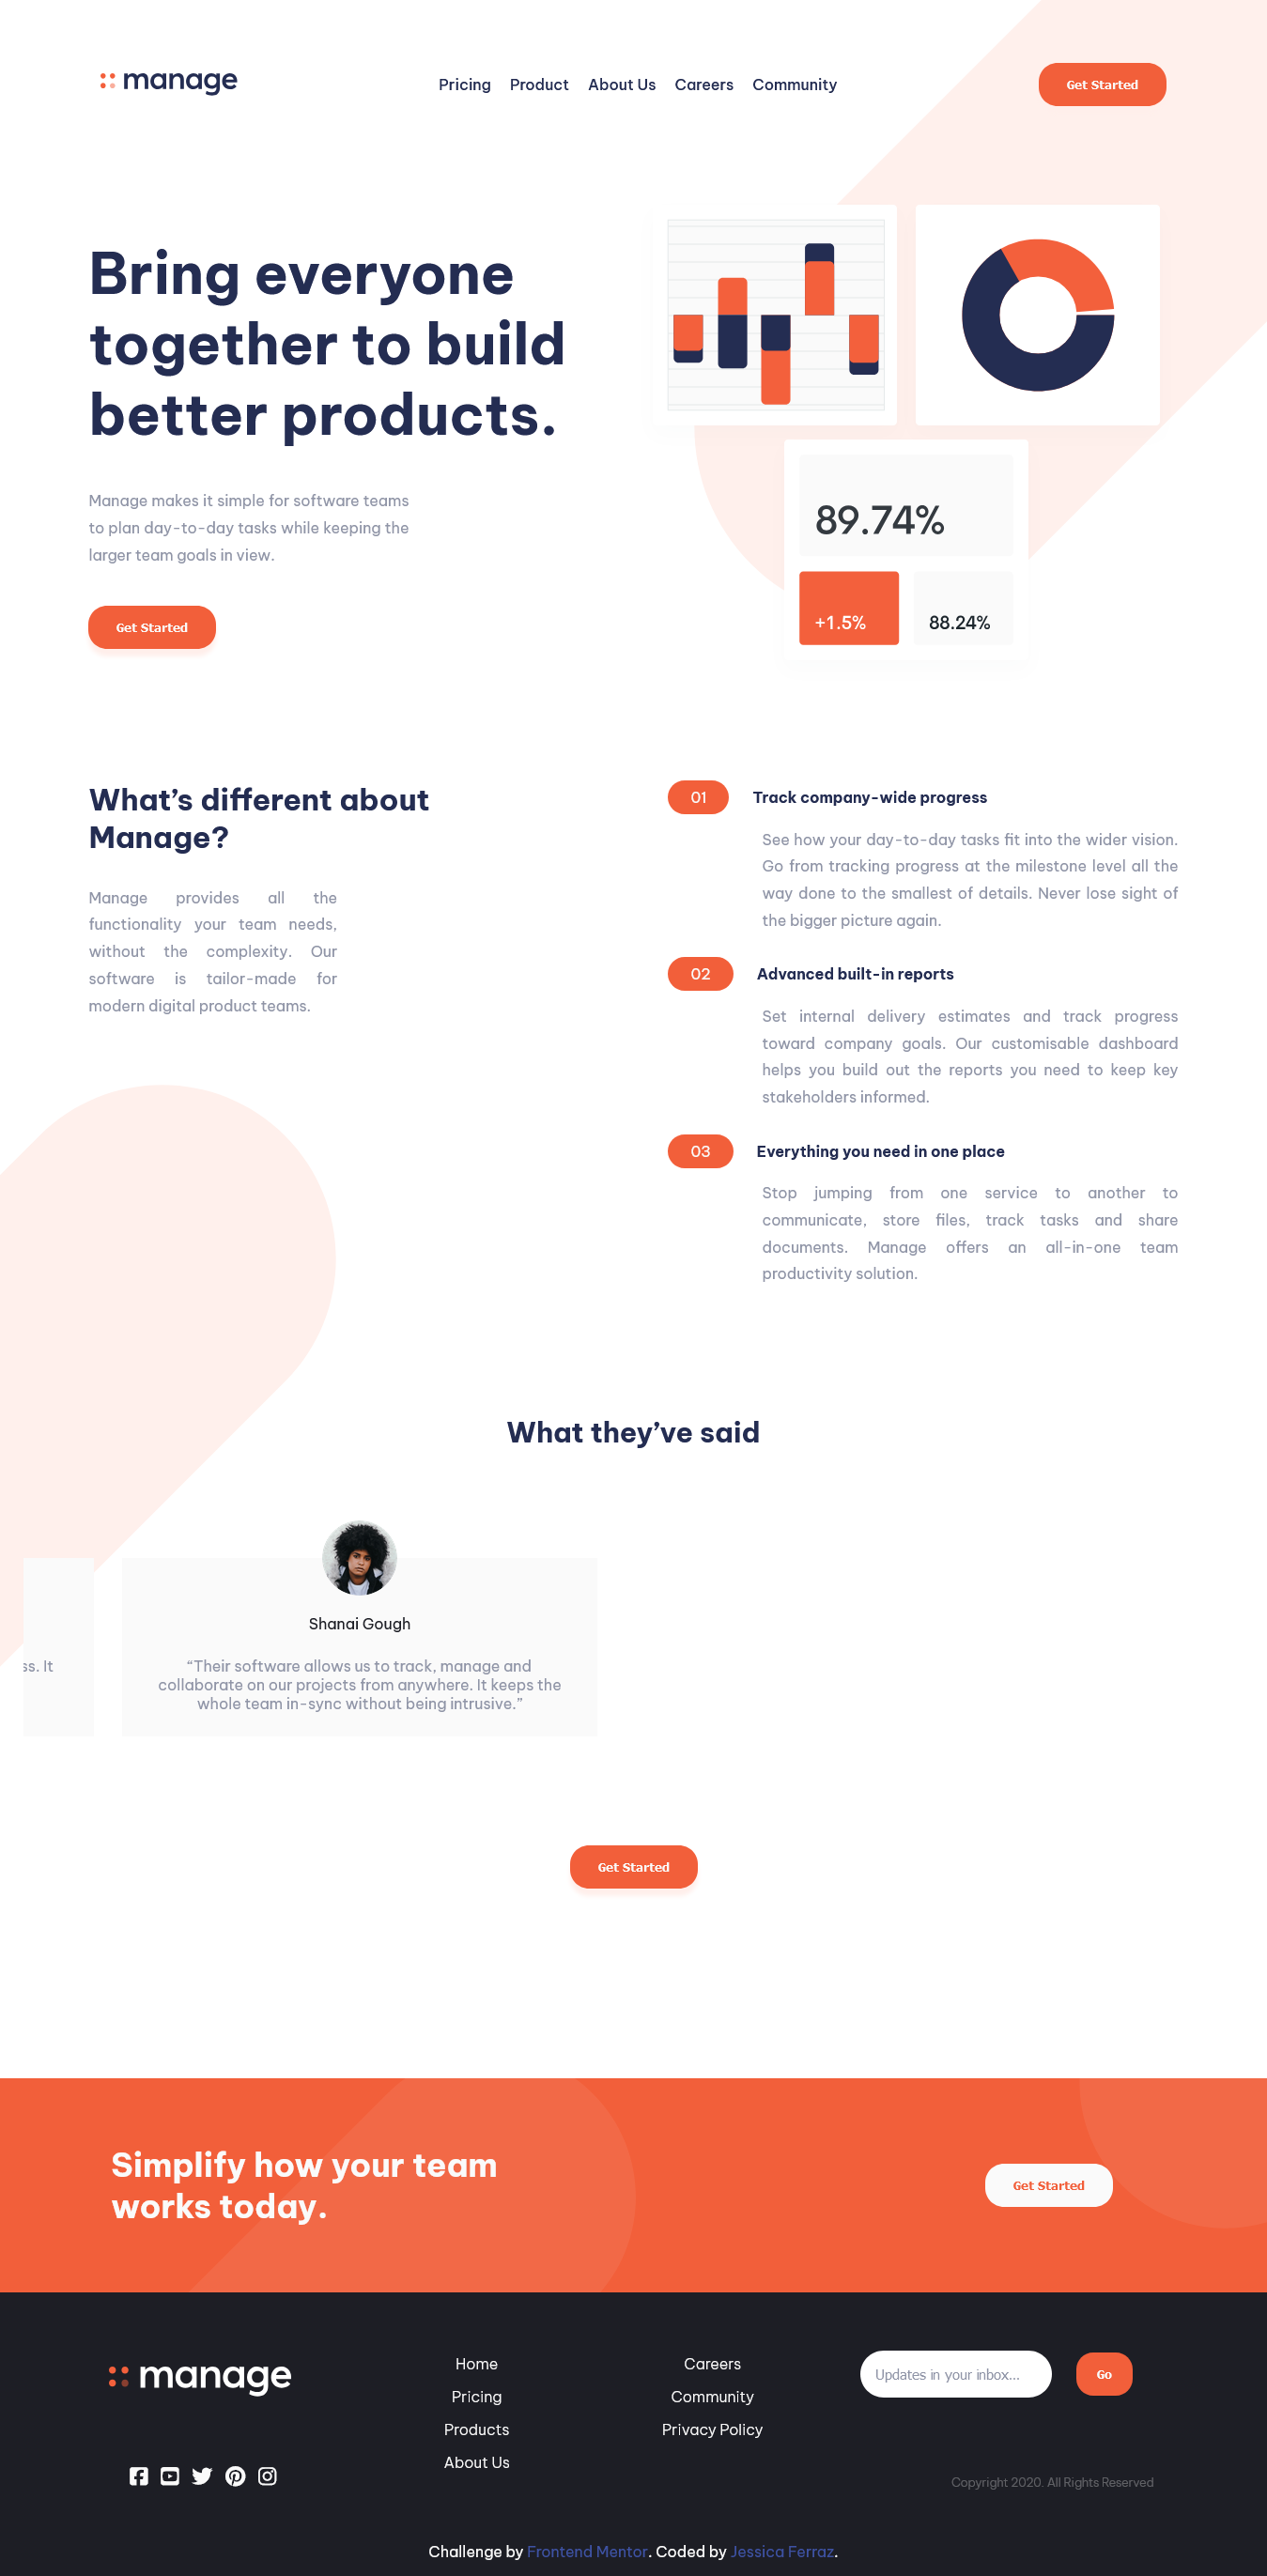 manage
Pricing Product About Us Careers Community
Get Started
Bring everyone
together to build
better products.
Manage makes it simple for software teams
to plan day-to-day tasks while keeping the
larger team goals in view.
Get Started
89.74%
+1.5%
88.24%
What’s different about
Manage?
Manage provides all the
functionality your team needs,
without the complexity. Our
software is tailor-made for
modern digital product teams.
01 Track company-wide progress
See how your day-to-day tasks fit into the wider vision.
Go from tracking progress at the milestone level all the
way done to the smallest of details. Never lose sight of
the bigger picture again.
02 Advanced built-in reports
Set internal delivery estimates and track progress
toward company goals. Our customisable dashboard
helps you build out the reports you need to keep key
stakeholders informed.
03 Everything you need in one place
Stop jumping from one service to another to
communicate, store files, track tasks and share
documents. Manage offers an all-in-one team
productivity solution.
What they’ve said
ss. It
Shanai Gough
“Their software allows us to track, manage and
collaborate on our projects from anywhere. It keeps the
whole team in-sync without being intrusive.”
Get Started
Simplify how your team
works today.
Get Started
manage
Home
Pricing
Products
About Us
Careers
Community
Privacy Policy
Updates in your inbox...
Go
Copyright 2020. All Rights Reserved
Challenge by Frontend Mentor. Coded by Jessica Ferraz.